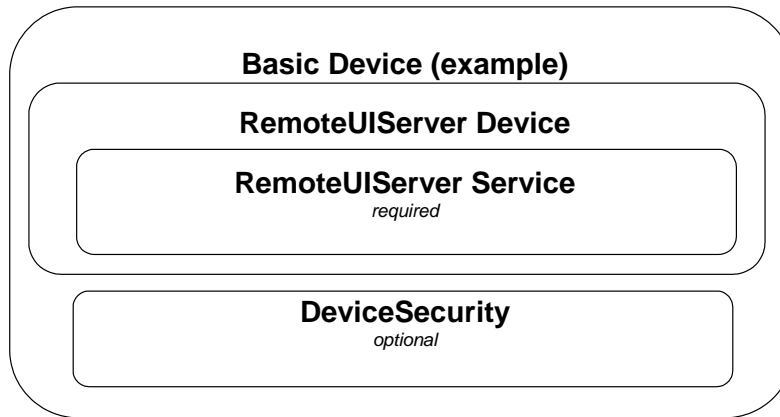 Basic Device (example)
RemoteUIServer Device
RemoteUIServer Service
required
DeviceSecurity
optional